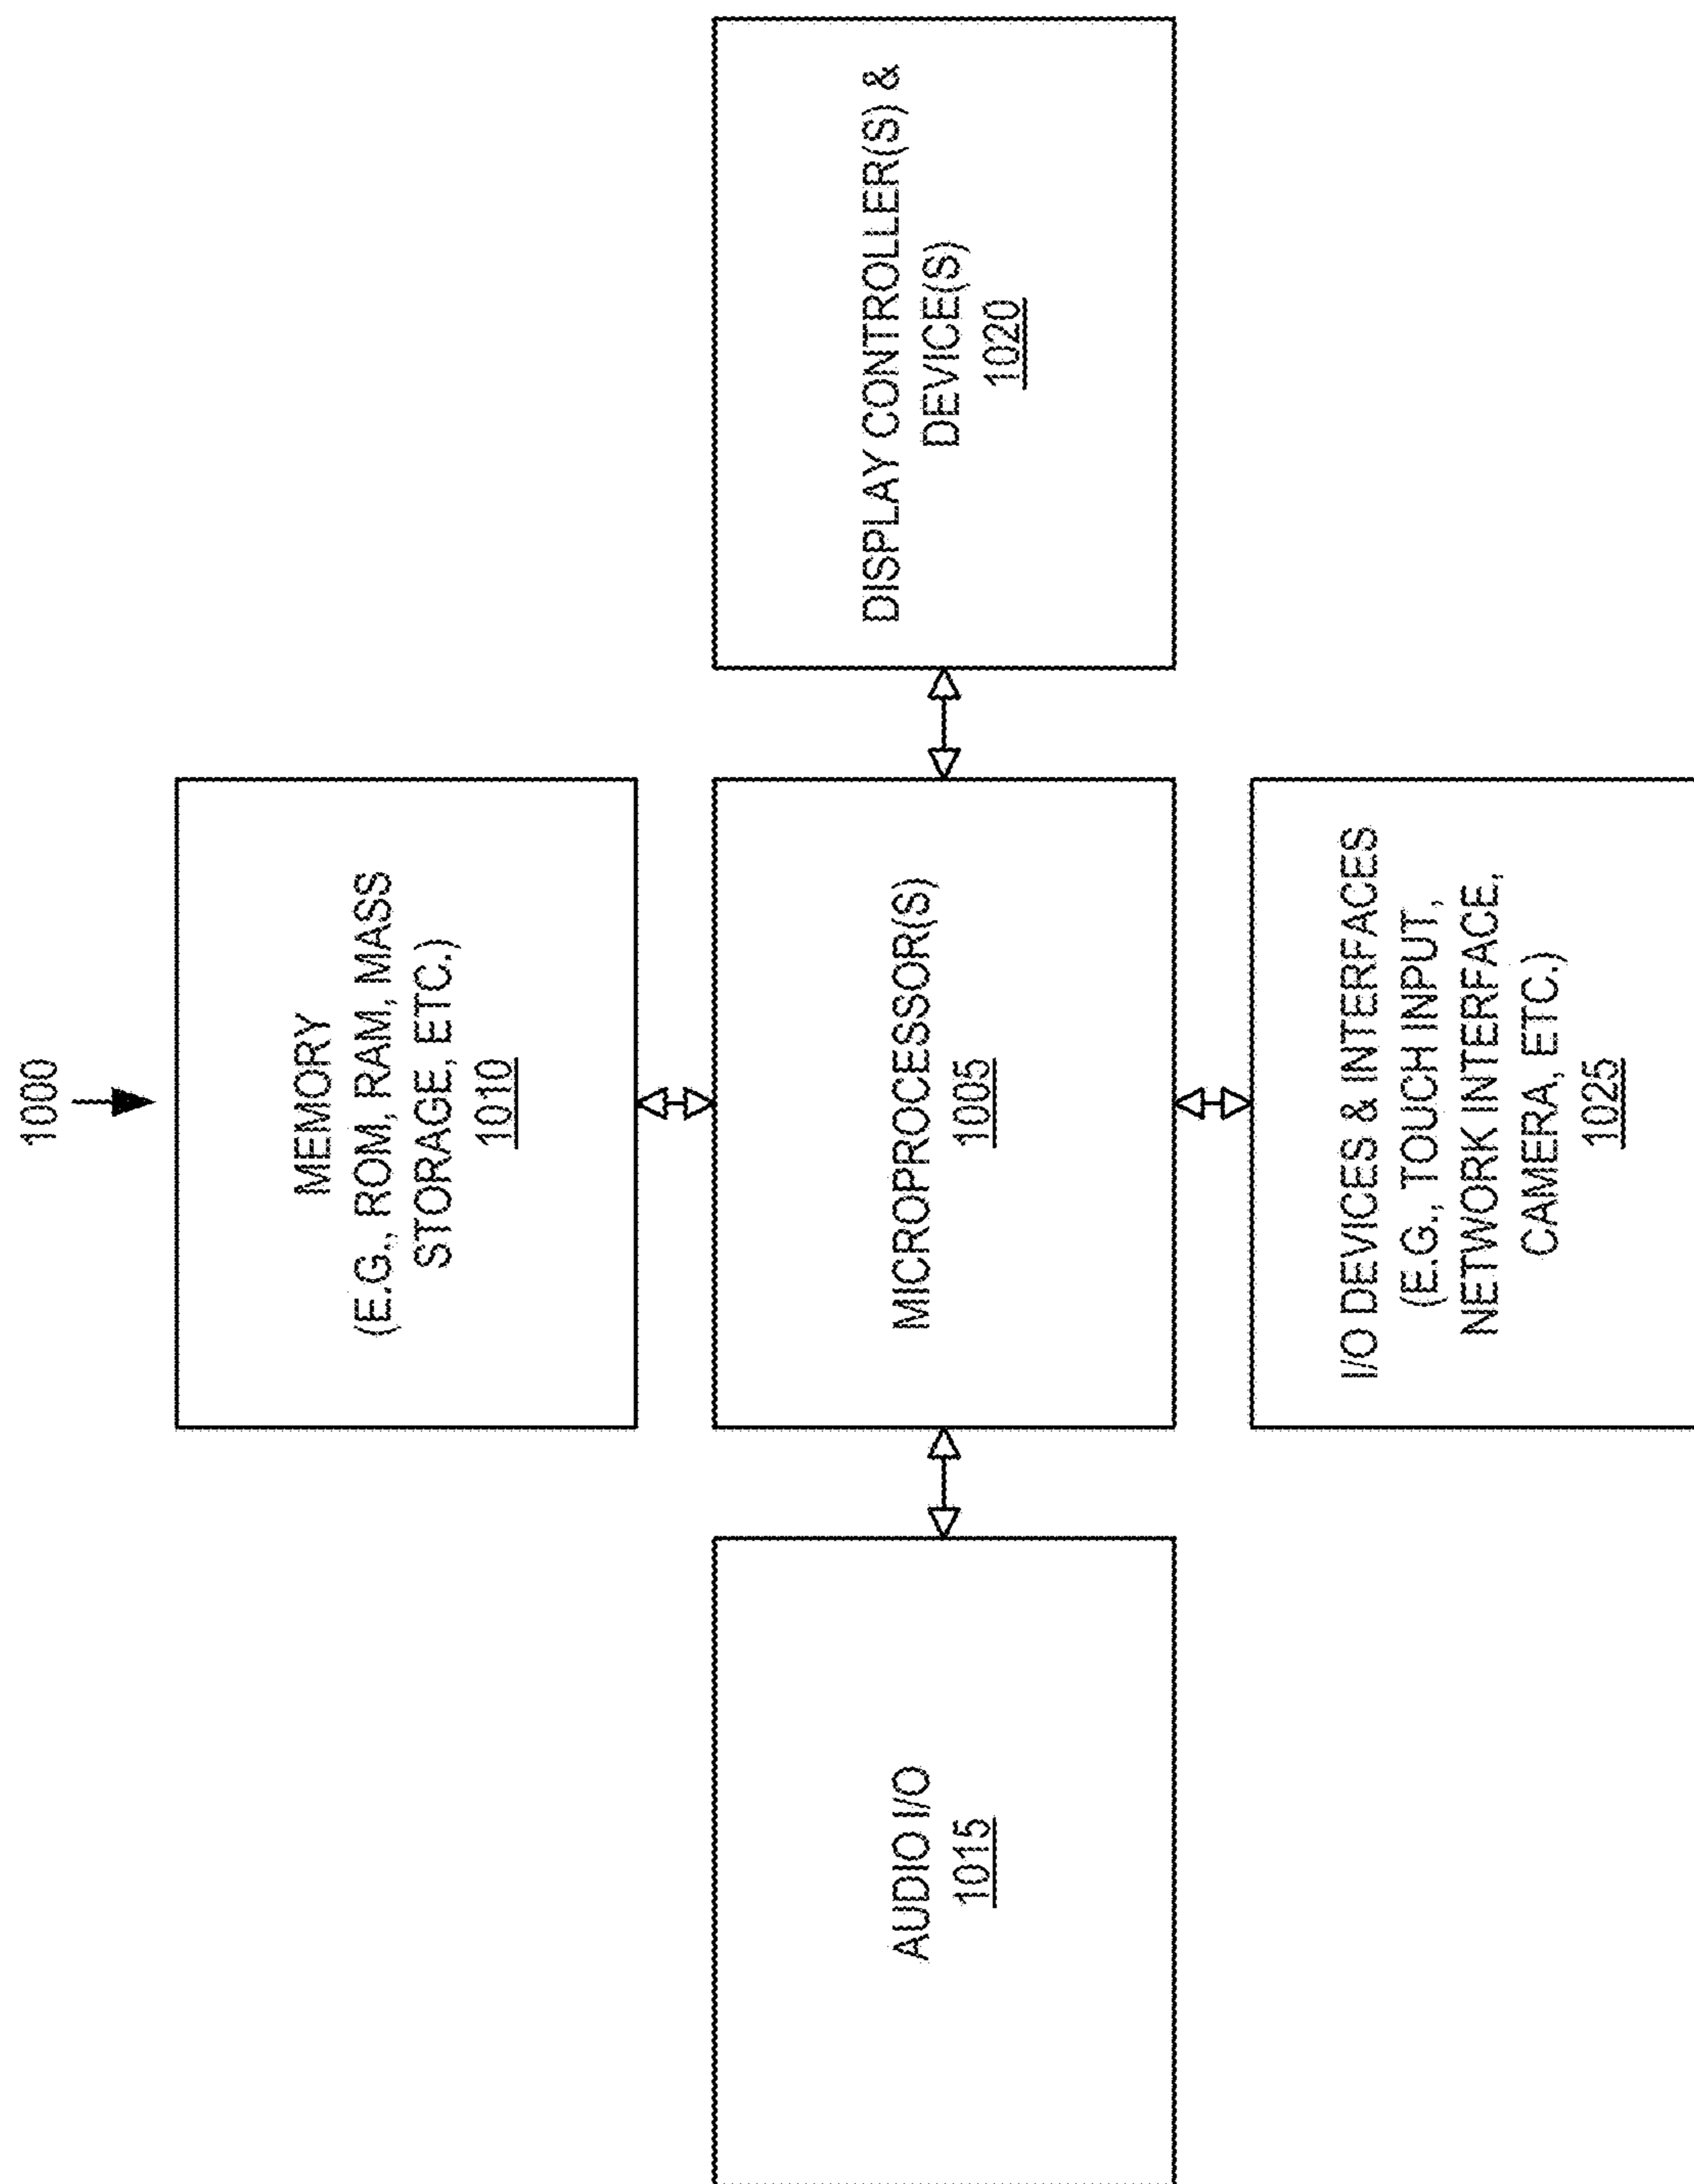 1000
MEMORY
(E.G., ROM, RAM, MASS
STORAGE, ETC.)
1010
AUDIO I/O
1015
MICROPROCESSOR(S)
1005
DISPLAY CONTROLLER(S) &
DEVICE(S)
1020
I/O DEVICES & INTERFACES
(E.G., TOUCH INPUT,
NETWORK INTERFACE,
CAMERA, ETC.)
1025